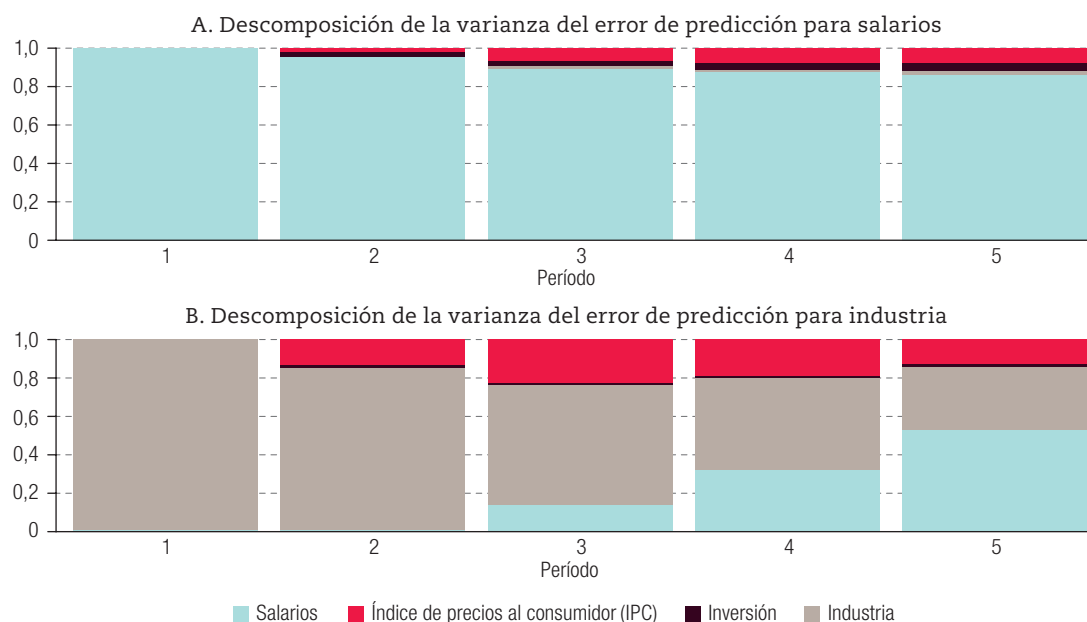 A. Descomposición de la varianza del error de predicción para salarios
1,0
0,8
0,6
0,4
0,2
0
1 2 3 4 5
Período
B. Descomposición de la varianza del error de predicción para industria
1,0
0,8
0,6
0,4
0,2
0
1 2 3 4 5
Período
Salarios Índice de precios al consumidor (IPC) Inversión Industria